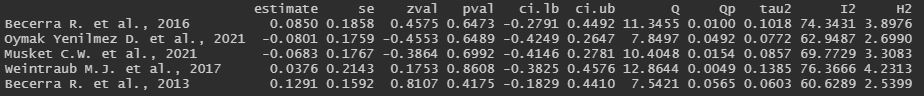 estimate se zval pval ci.lb ci.ub Q Qp tau2 I2 H2
Becerra R. et al., 2016 0.0850 0.1858 0.4575 0.6473 -0.2791 0.4492 11.3455 0.0100 0.1018 74.3431 3.8976
Oymak Yenilmez D. et al., 2021 -0.0801 0.1759 -0.4553 0.6489 -0.4249 0.2647 7.8497 0.0492 0.0772 62.9487 2.6990
Musket C.W. et al., 2021 -0.0683 0.1767 -0.3864 0.6992 -0.4146 0.2781 10.4048 0.0154 0.0857 69.7729 3.3083
Weintraub M.J. et al., 2017 0.0376 0.2143 0.1753 0.8608 -0.3825 0.4576 12.8644 0.0049 0.1385 76.3666 4.2313
Becerra R. et al., 2013 0.1291 0.1592 0.8107 0.4175 -0.1829 0.4410 7.5421 0.0565 0.0603 60.6289 2.5399